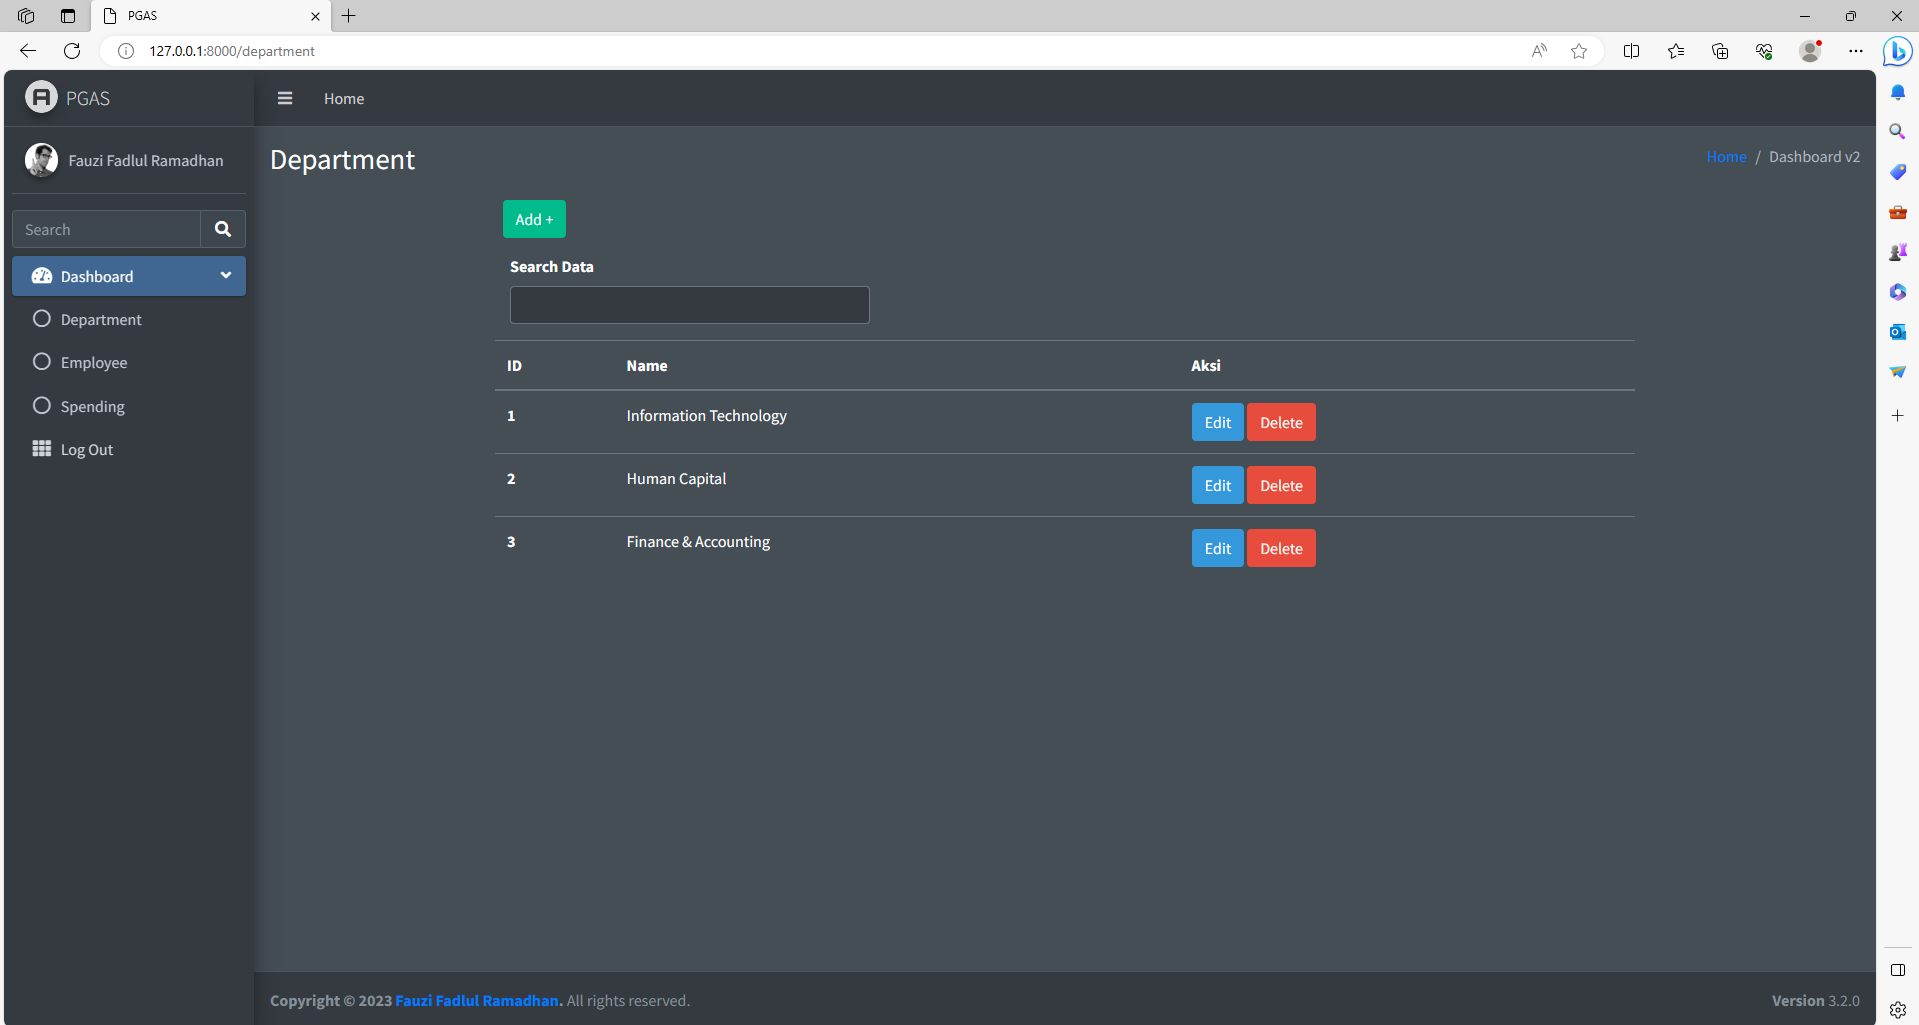 PGAS
127.0.0.1:8000/department
PGAS
Home
Fauzi Fadlul Ramadhan
Department
Home / Dashboard v2
Search
Add +
Dashboard
Search Data
Department
Employee
Spending
Log Out
ID Name Aksi
1 Information Technology Edit Delete
2 Human Capital Edit Delete
3 Finance & Accounting Edit Delete
Copyright © 2023 Fauzi Fadlul Ramadhan. All rights reserved.
Version 3.2.0